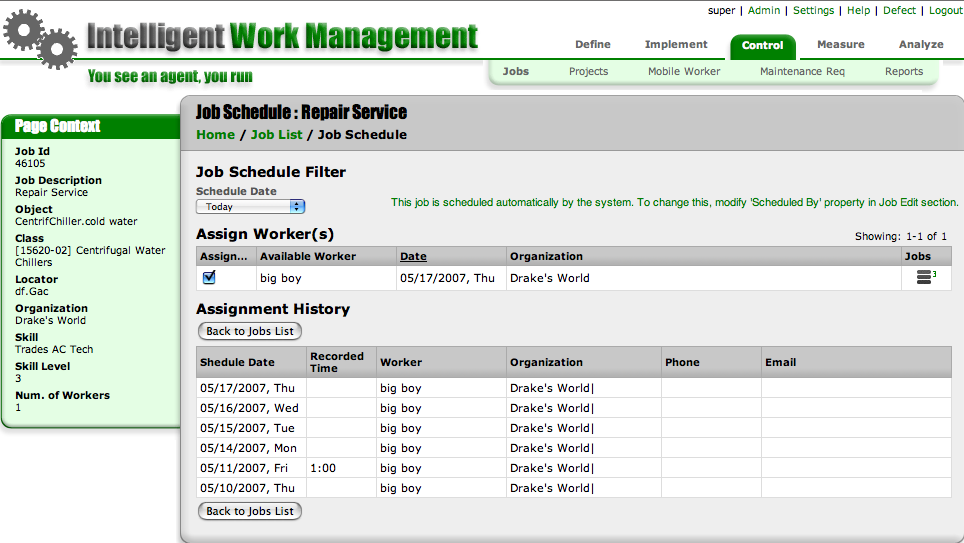 super | Admin | Settings | Help | Defect | Logout
Intelligent Work Management
Define Implement Control Measure Analyze
You see an agent, you run
Jobs Projects Mobile Worker Maintenance Req Reports
Page Context
Job Id
46105
Job Description
Repair Service
Object
CentrifChiller.cold water
Class
[15620-02] Centrifugal Water
Chillers
Locator
df.Gac
Organization
Drake's World
Skill
Trades AC Tech
Skill Level
3
Num. of Workers
1
Job Schedule : Repair Service
Home / Job List / Job Schedule
Job Schedule Filter
Schedule Date
Today
This job is scheduled automatically by the system. To change this, modify 'Scheduled By' property in Job Edit section.
Assign Worker(s)
Showing: 1-1 of 1
Assign... Available Worker Date Organization Jobs
big boy 05/17/2007, Thu Drake's World 3
Assignment History
Back to Jobs List
Shedule Date Recorded Time Worker Organization Phone Email
05/17/2007, Thu big boy Drake's World|
05/16/2007, Wed big boy Drake's World|
05/15/2007, Tue big boy Drake's World|
05/14/2007, Mon big boy Drake's World|
05/11/2007, Fri 1:00 big boy Drake's World|
05/10/2007, Thu big boy Drake's World|
Back to Jobs List